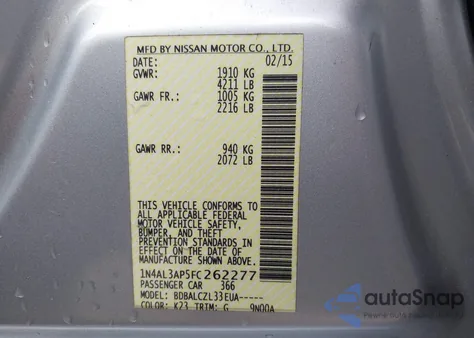 MFD BY NISSAN MOTOR CO., LTD.
DATE: 02/15
GVWR: 1910 KG
4211 LB
GAWR FR.: 1005 KG
2216 LB
GAWR RR.: 940 KG
2072 LB
THIS VEHICLE CONFORMS TO
ALL APPLICABLE FEDERAL
MOTOR VEHICLE SAFETY,
BUMPER, AND THEFT
PREVENTION STANDARDS
IN EFFECT ON THE DATE OF
MANUFACTURE SHOWN ABOVE.
1N4AL3AP5FC262277
PASSENGER CAR 366
MODEL: BDBALCZL33EUA-----
COLOR: K23 TRIM: G 9N00A
autoSnap